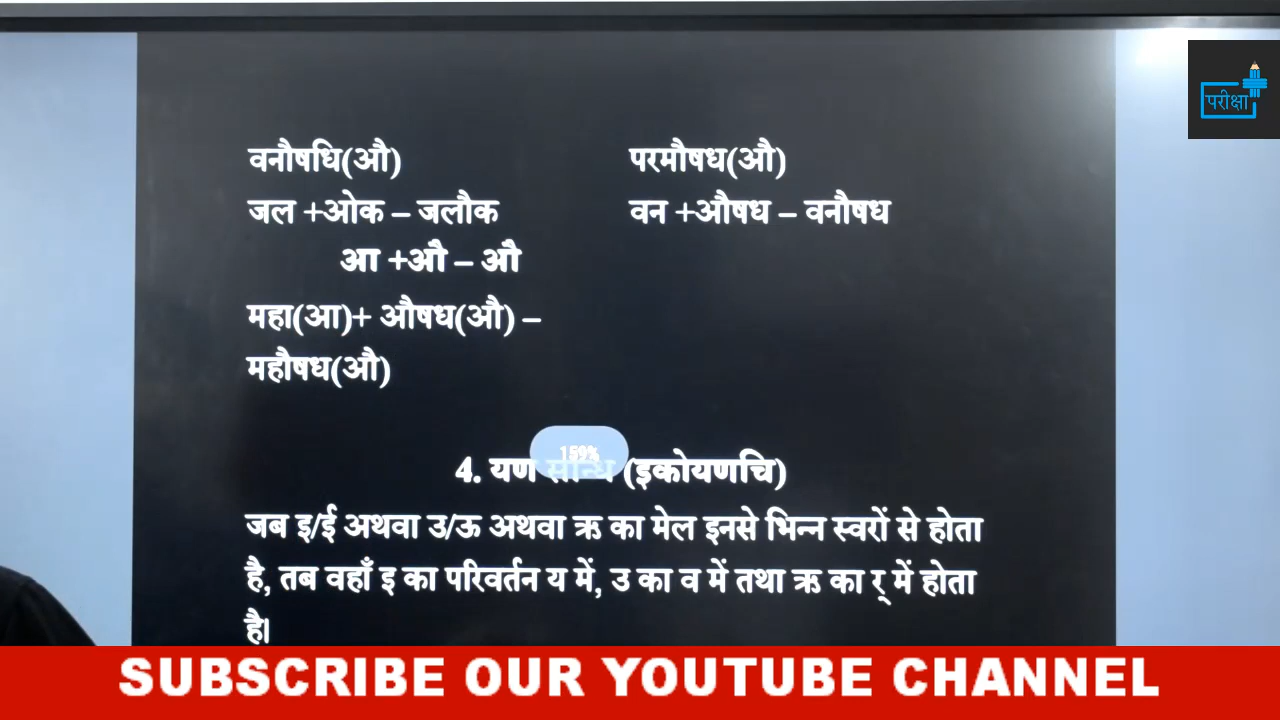 परीक्षा
वनौषधि(औ)
परमौषध(औ)
जल +ओक – जलौक
वन +औषध – वनौषध
आ +औ – औ
महा(आ)+ औषध(औ) –
महौषध(औ)
159%
4. यण सन्धि (इकोयणचि)
जब इ/ई अथवा उ/ऊ अथवा ऋ का मेल इनसे भिन्न स्वरों से होता
है, तब वहाँ इ का परिवर्तन य में, उ का व में तथा ऋ का र् में होता
है।
SUBSCRIBE OUR YOUTUBE CHANNEL